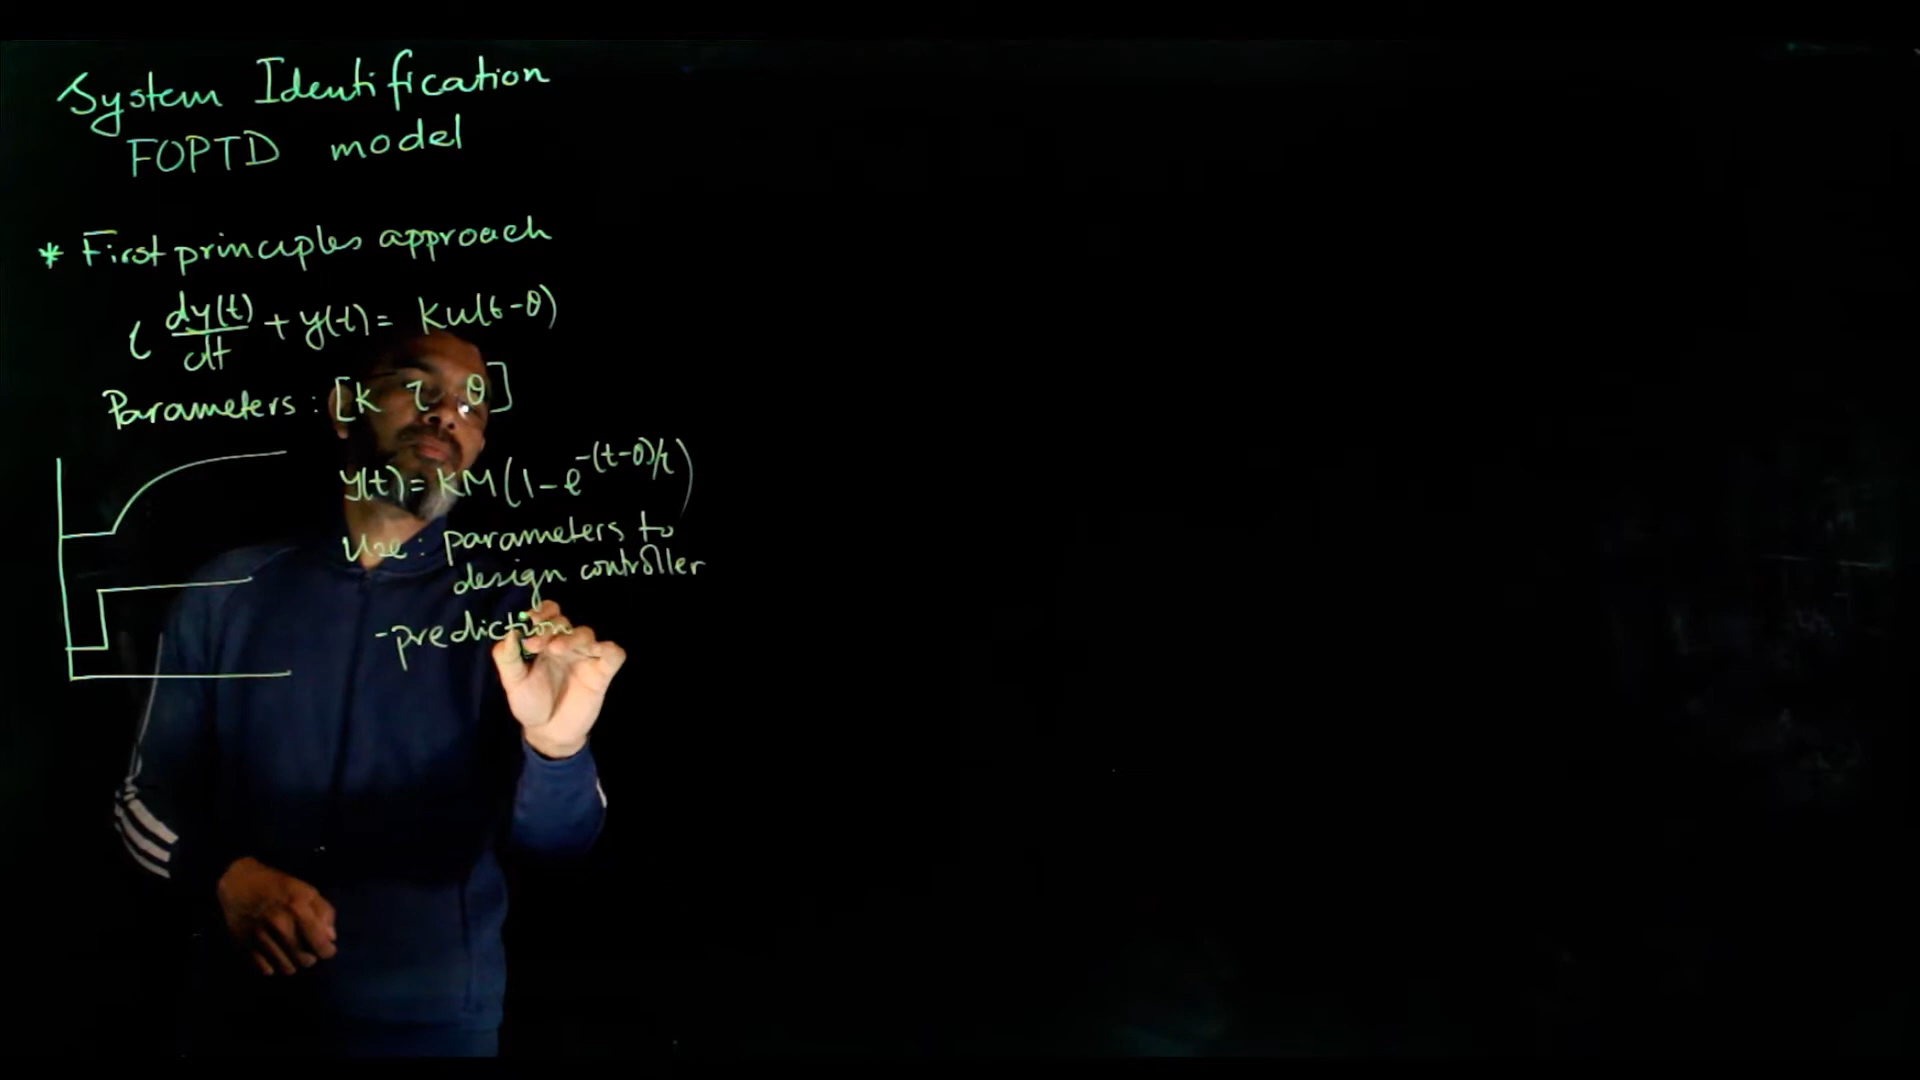 System Identification
FOPTD model
* First principles approach
τ dy(t)/dt + y(t) = Ku(t-θ)
Parameters : [K τ θ]
y(t) = KM(1-e^-(t-θ)/τ)
Use : parameters to
design controller
- prediction